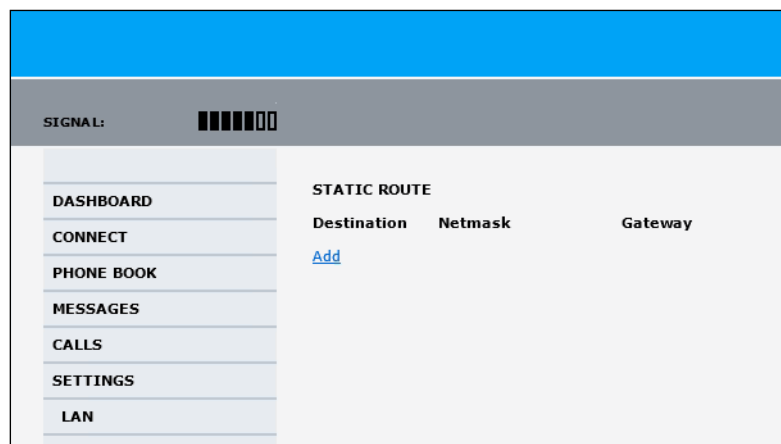 SIGNAL:
DASHBOARD
CONNECT
PHONE BOOK
MESSAGES
CALLS
SETTINGS
LAN
STATIC ROUTE
Destination Netmask Gateway
Add